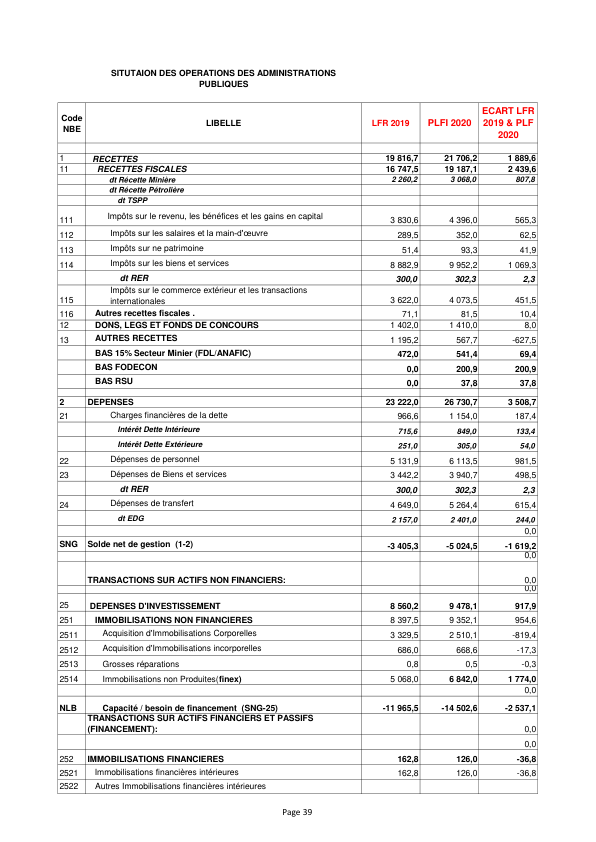 SITUTAION DES OPERATIONS DES ADMINISTRATIONS
PUBLIQUES
Code NBE LIBELLE LFR 2019 PLFI 2020 ECART LFR 2019 & PLF 2020
1 RECETTES 19 816,7 21 706,2 1 889,6
11 RECETTES FISCALES 16 747,5 19 187,1 2 439,6
dt Récette Minière 2 260,2 3 068,0 807,8
dt Récette Pétrolière
dt TSPP
111 Impôts sur le revenu, les bénéfices et les gains en capital 3 830,6 4 396,0 565,3
112 Impôts sur les salaires et la main-d'œuvre 289,5 352,0 62,5
113 Impôts sur ne patrimoine 51,4 93,3 41,9
114 Impôts sur les biens et services 8 882,9 9 952,2 1 069,3
dt RER 300,0 302,3 2,3
115 Impôts sur le commerce extérieur et les transactions internationales 3 622,0 4 073,5 451,5
116 Autres recettes fiscales . 71,1 81,5 10,4
12 DONS, LEGS ET FONDS DE CONCOURS 1 402,0 1 410,0 8,0
13 AUTRES RECETTES 1 195,2 567,7 -627,5
BAS 15% Secteur Minier (FDL/ANAFIC) 472,0 541,4 69,4
BAS FODECON 0,0 200,9 200,9
BAS RSU 0,0 37,8 37,8
2 DEPENSES 23 222,0 26 730,7 3 508,7
21 Charges financières de la dette 966,6 1 154,0 187,4
Intérét Dette Intérieure 715,6 849,0 133,4
Intérét Dette Extérieure 251,0 305,0 54,0
22 Dépenses de personnel 5 131,9 6 113,5 981,5
23 Dépenses de Biens et services 3 442,2 3 940,7 498,5
dt RER 300,0 302,3 2,3
24 Dépenses de transfert 4 649,0 5 264,4 615,4
dt EDG 2 157,0 2 401,0 244,0
0,0
SNG Solde net de gestion (1-2) -3 405,3 -5 024,5 -1 619,2
0,0
TRANSACTIONS SUR ACTIFS NON FINANCIERS: 0,0
0,0
25 DEPENSES D'INVESTISSEMENT 8 560,2 9 478,1 917,9
251 IMMOBILISATIONS NON FINANCIERES 8 397,5 9 352,1 954,6
2511 Acquisition d'Immobilisations Corporelles 3 329,5 2 510,1 -819,4
2512 Acquisition d'Immobilisations incorporelles 686,0 668,6 -17,3
2513 Grosses réparations 0,8 0,5 -0,3
2514 Immobilisations non Produites(finex) 5 068,0 6 842,0 1 774,0
0,0
NLB Capacité / besoin de financement (SNG-25) -11 965,5 -14 502,6 -2 537,1
TRANSACTIONS SUR ACTIFS FINANCIERS ET PASSIFS
(FINANCEMENT): 0,0
0,0
252 IMMOBILISATIONS FINANCIERES 162,8 126,0 -36,8
2521 Immobilisations financières intérieures 162,8 126,0 -36,8
2522 Autres Immobilisations financières intérieures
Page 39